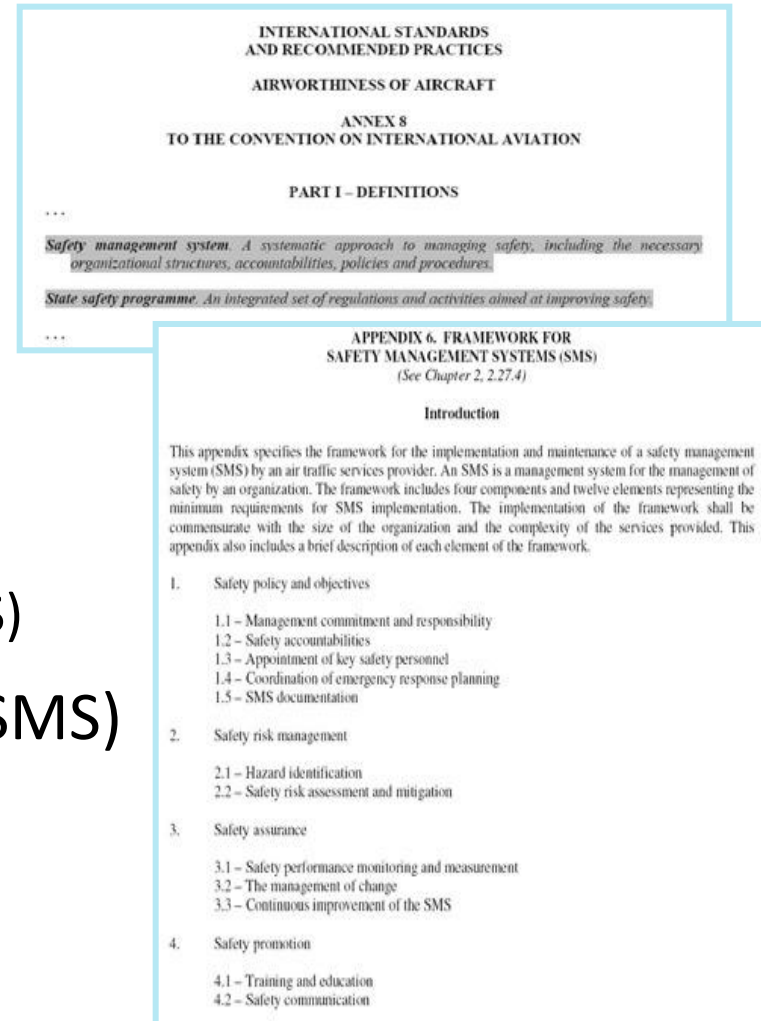 INTERNATIONAL STANDARDS
AND RECOMMENDED PRACTICES
AIRWORTHINESS OF AIRCRAFT
ANNEX 8
TO THE CONVENTION ON INTERNATIONAL AVIATION
PART I – DEFINITIONS
. . .
Safety management system. A systematic approach to managing safety, including the necessary
organizational structures, accountabilities, policies and procedures.
State safety programme. An integrated set of regulations and activities aimed at improving safety.
. . .
APPENDIX 6. FRAMEWORK FOR
SAFETY MANAGEMENT SYSTEMS (SMS)
(See Chapter 2, 2.27.4)
Introduction
This appendix specifies the framework for the implementation and maintenance of a safety management
system (SMS) by an air traffic services provider. An SMS is a management system for the management of
safety by an organization. The framework includes four components and twelve elements representing the
minimum requirements for SMS implementation. The implementation of the framework shall be
commensurate with the size of the organization and the complexity of the services provided. This
appendix also includes a brief description of each element of the framework.
1. Safety policy and objectives
1.1 – Management commitment and responsibility
1.2 – Safety accountabilities
1.3 – Appointment of key safety personnel
1.4 – Coordination of emergency response planning
1.5 – SMS documentation
2. Safety risk management
2.1 – Hazard identification
2.2 – Safety risk assessment and mitigation
3. Safety assurance
3.1 – Safety performance monitoring and measurement
3.2 – The management of change
3.3 – Continuous improvement of the SMS
4. Safety promotion
4.1 – Training and education
4.2 – Safety communication
)
SMS)